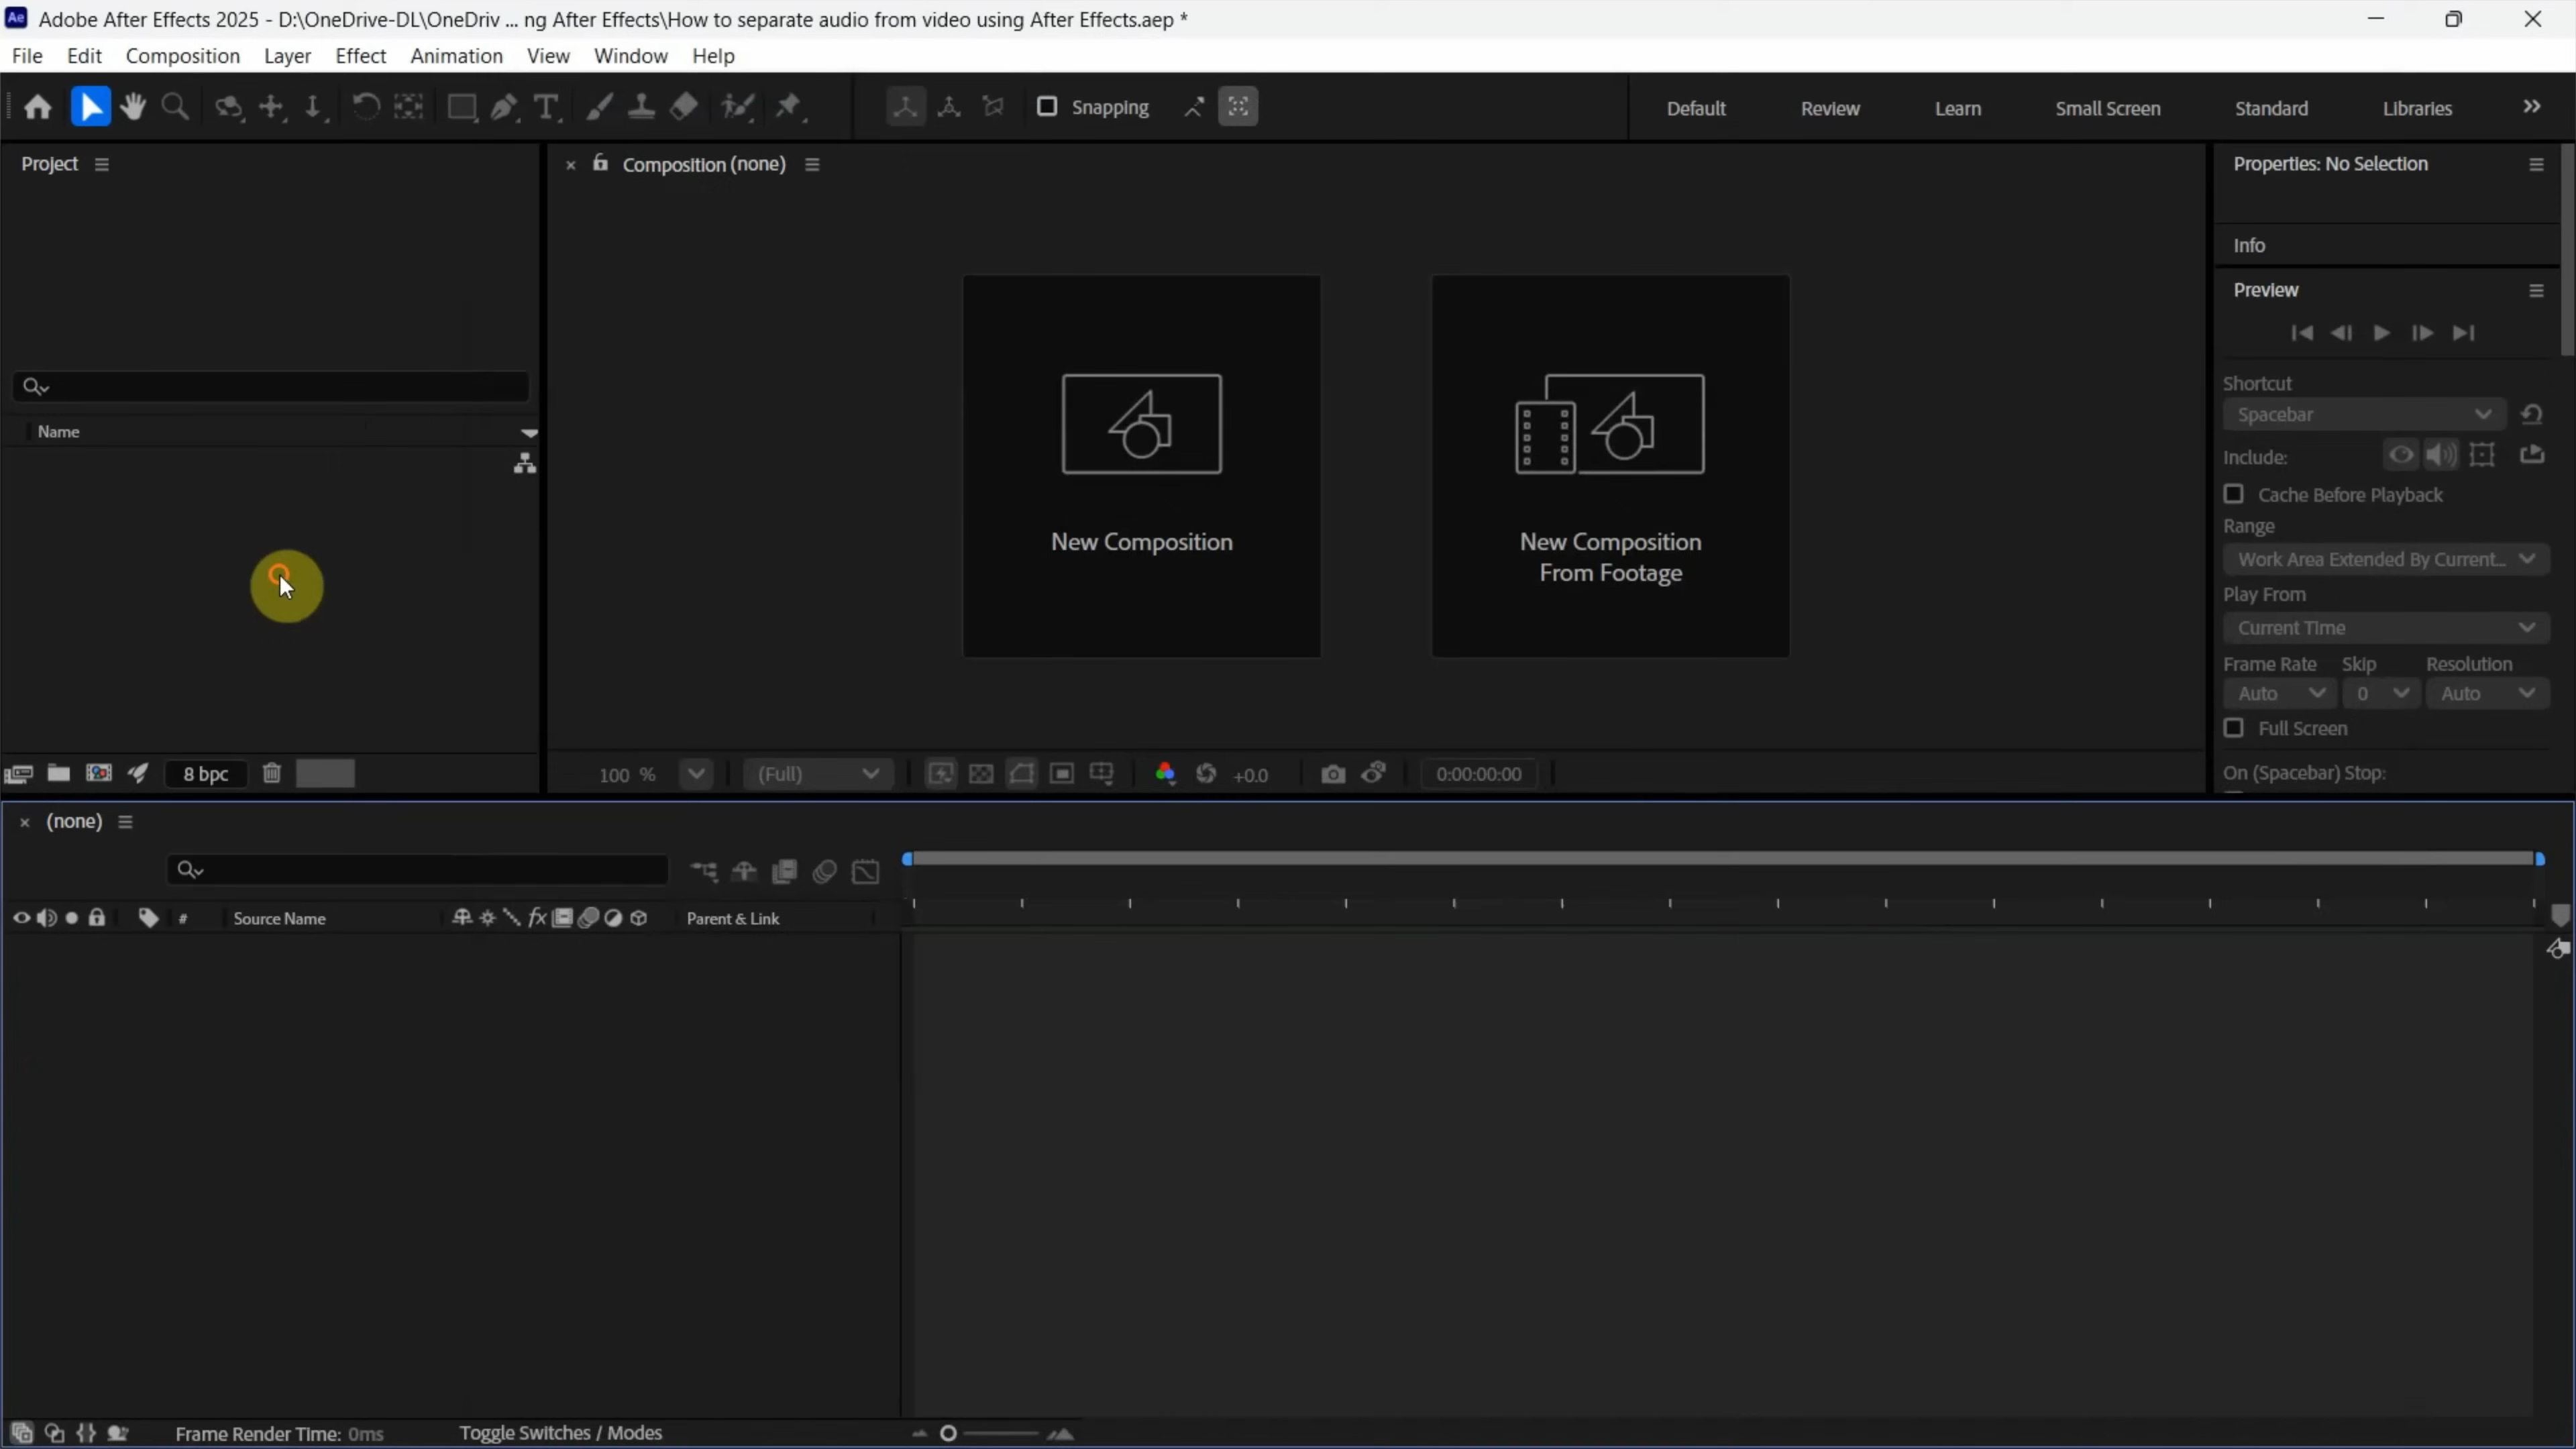 Ae Adobe After Effects 2025 - D:\OneDrive-DL\OneDriv ... ng After Effects\How to separate audio from video using After Effects.aep *
File Edit Composition Layer Effect Animation View Window Help
Snapping
Default Review Learn Small Screen Standard Libraries
Project
Composition (none)
Properties: No Selection
Info
Preview
Shortcut
Spacebar
Include:
Cache Before Playback
Range
Work Area Extended By Current...
Play From
Current Time
Frame Rate Skip Resolution
Auto 0 Auto
Full Screen
On (Spacebar) Stop:
Name
New Composition
New Composition
From Footage
8 bpc
100 %
(Full)
+0.0
0:00:00:00
(none)
# Source Name
fx
Parent & Link
Frame Render Time: 0ms
Toggle Switches / Modes